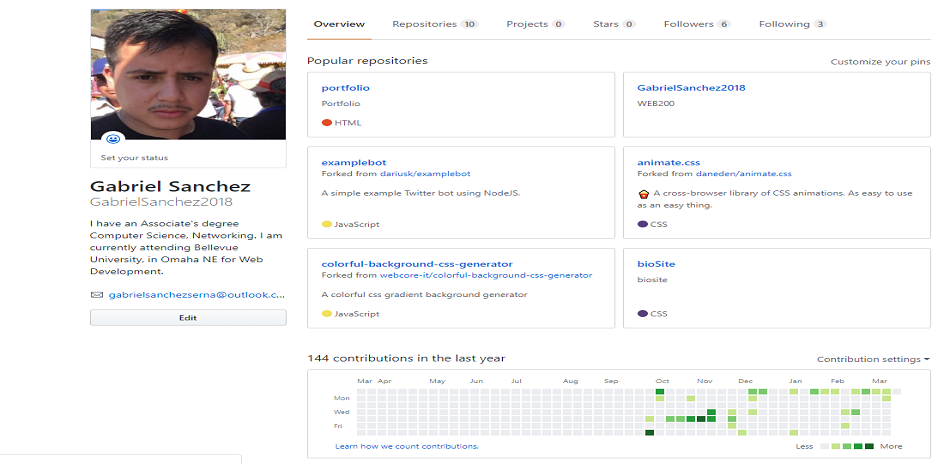 Overview Repositories 10 Projects 0 Stars 0 Followers 6 Following 3
Set your status
Gabriel Sanchez
GabrielSanchez2018
I have an Associate's degree
Computer Science, Networking. I am
currently attending Bellevue
University, in Omaha NE for Web
Development.
gabrielsanchezserna@outlook.c...
Edit
Popular repositories
Customize your pins
portfolio
Portfolio
HTML
GabrielSanchez2018
WEB200
examplebot
Forked from dariusk/examplebot
A simple example Twitter bot using NodeJS.
JavaScript
animate.css
Forked from daneden/animate.css
A cross-browser library of CSS animations. As easy to use
as an easy thing.
CSS
colorful-background-css-generator
Forked from webcore-it/colorful-background-css-generator
A colorful css gradient background generator
JavaScript
bioSite
biosite
CSS
144 contributions in the last year
Contribution settings
Mar Apr May Jun Jul Aug Sep Oct Nov Dec Jan Feb Mar
Mon
Wed
Fri
Learn how we count contributions.
Less More